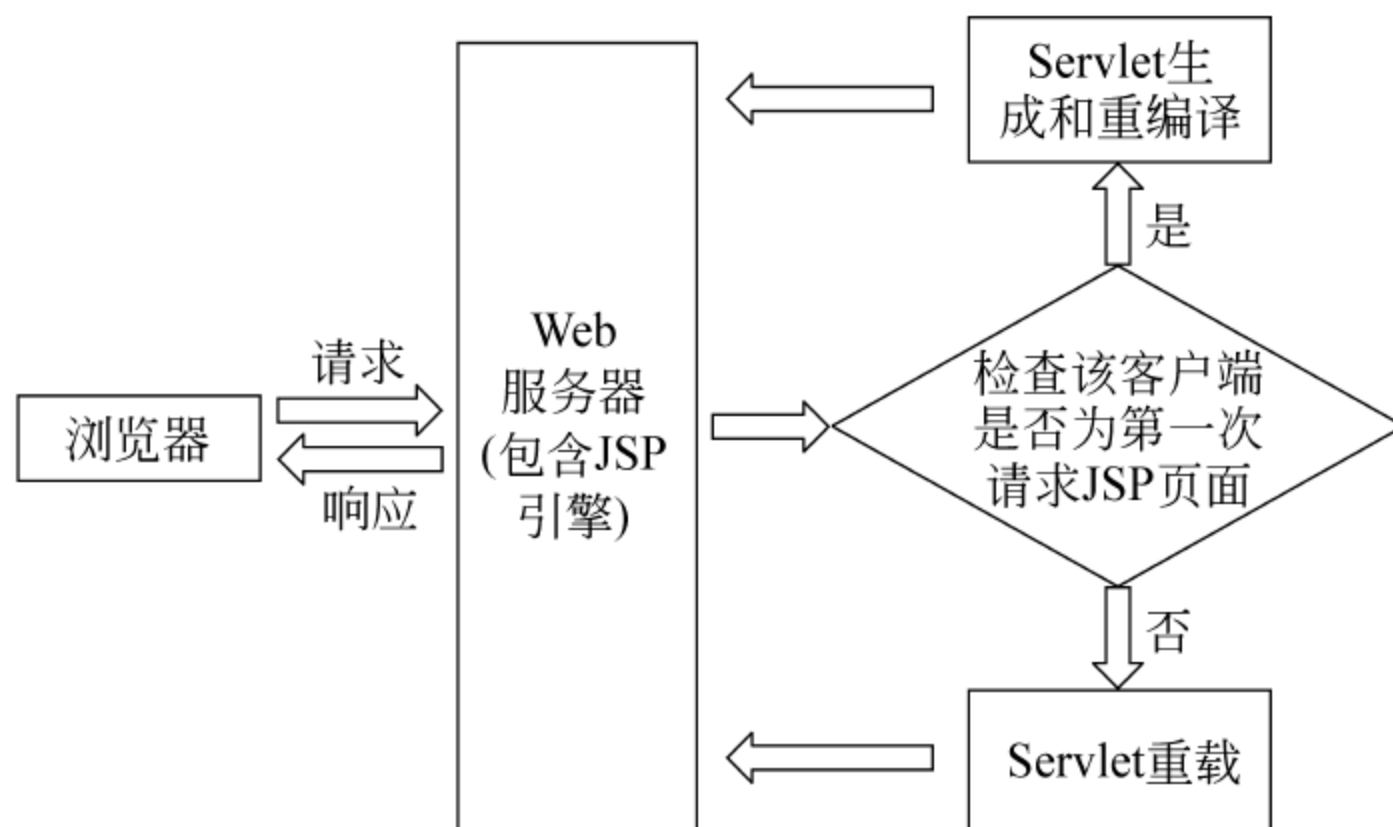 Servlet生
成和重编译
是
Web
服务器
(包含JSP
引擎)
请求
浏览器
响应
检查该客户端
是否为第一次
请求JSP页面
否
Servlet重载